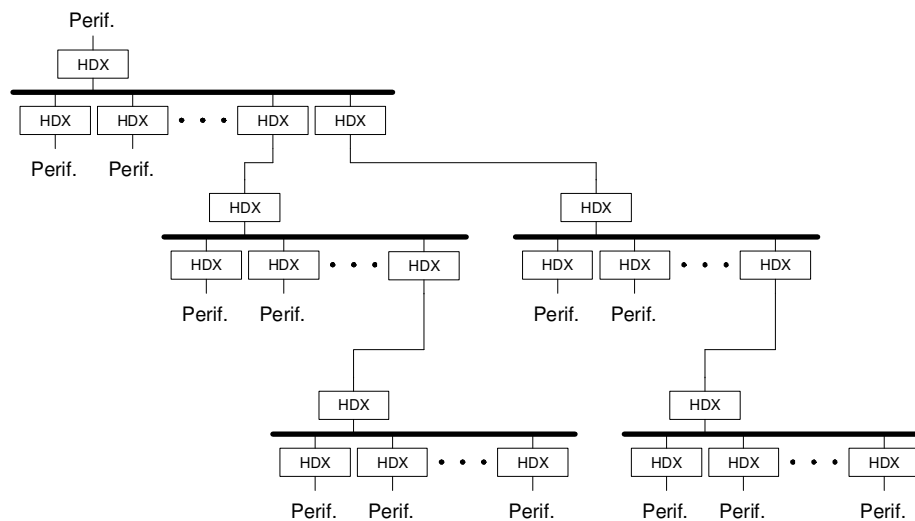 Perif.
HDX
HDX HDX HDX HDX
Perif. Perif.
HDX HDX
HDX HDX HDX HDX HDX HDX
Perif. Perif. Perif. Perif.
HDX HDX
HDX HDX HDX HDX HDX HDX
Perif. Perif. Perif. Perif. Perif. Perif.